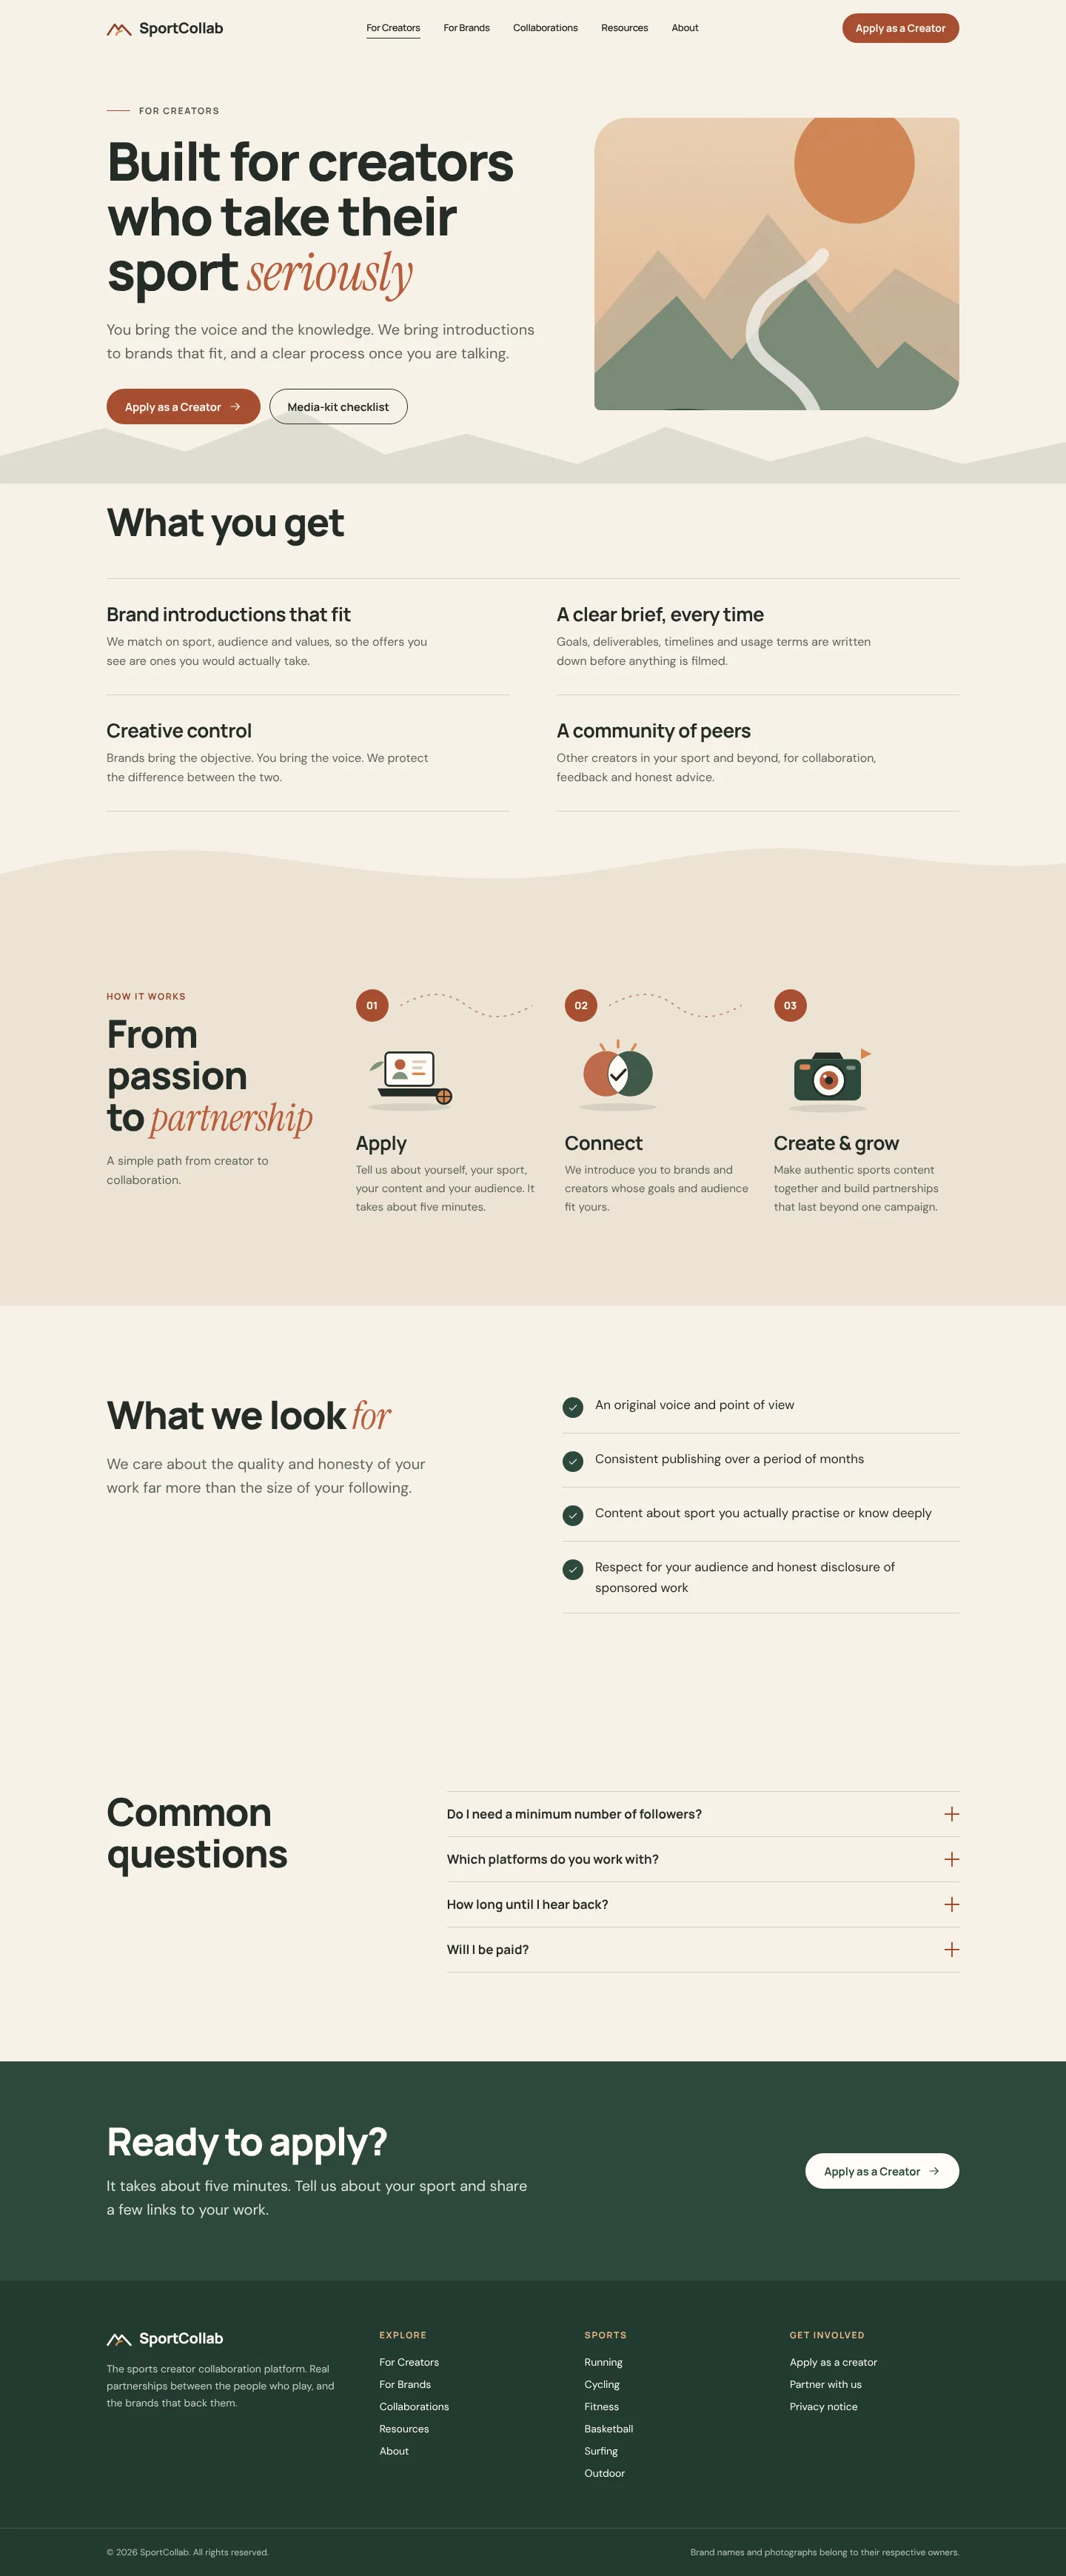 SportCollab
For Creators
For Brands
Collaborations
Resources
About
Apply as a Creator
FOR CREATORS
Built for creators
who take their
sport seriously
You bring the voice and the knowledge. We bring introductions
to brands that fit, and a clear process once you are talking.
Apply as a Creator
Media-kit checklist
What you get
Brand introductions that fit
We match on sport, audience and values, so the offers you
see are ones you would actually take.
A clear brief, every time
Goals, deliverables, timelines and usage terms are written
down before anything is filmed.
Creative control
Brands bring the objective. You bring the voice. We protect
the difference between the two.
A community of peers
Other creators in your sport and beyond, for collaboration,
feedback and honest advice.
HOW IT WORKS
From
passion
to partnership
A simple path from creator to
collaboration.
01
Apply
Tell us about yourself, your sport,
your content and your audience. It
takes about five minutes.
02
Connect
We introduce you to brands and
creators whose goals and audience
fit yours.
03
Create & grow
Make authentic sports content
together and build partnerships
that last beyond one campaign.
What we look for
We care about the quality and honesty of your
work far more than the size of your following.
An original voice and point of view
Consistent publishing over a period of months
Content about sport you actually practise or know deeply
Respect for your audience and honest disclosure of
sponsored work
Common
questions
Do I need a minimum number of followers?
Which platforms do you work with?
How long until I hear back?
Will I be paid?
Ready to apply?
It takes about five minutes. Tell us about your sport and share
a few links to your work.
Apply as a Creator
SportCollab
The sports creator collaboration platform. Real
partnerships between the people who play, and
the brands that back them.
EXPLORE
For Creators
For Brands
Collaborations
Resources
About
SPORTS
Running
Cycling
Fitness
Basketball
Surfing
Outdoor
GET INVOLVED
Apply as a creator
Partner with us
Privacy notice
© 2026 SportCollab. All rights reserved.
Brand names and photographs belong to their respective owners.